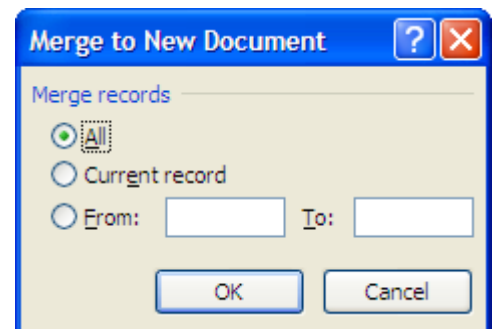 Merge to New Document ?
Merge records
All
Current record
From: To:
OK Cancel